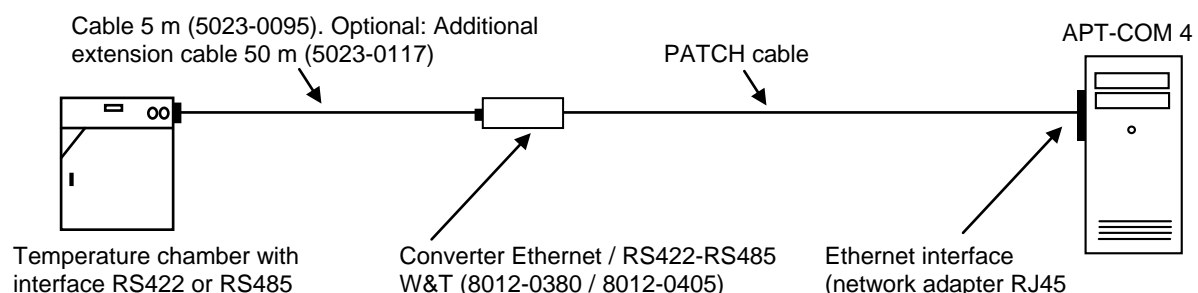 Cable 5 m (5023-0095). Optional: Additional
extension cable 50 m (5023-0117)
PATCH cable
APT-COM 4
Temperature chamber with
interface RS422 or RS485
Converter Ethernet / RS422-RS485
W&T (8012-0380 / 8012-0405)
Ethernet interface
(network adapter RJ45